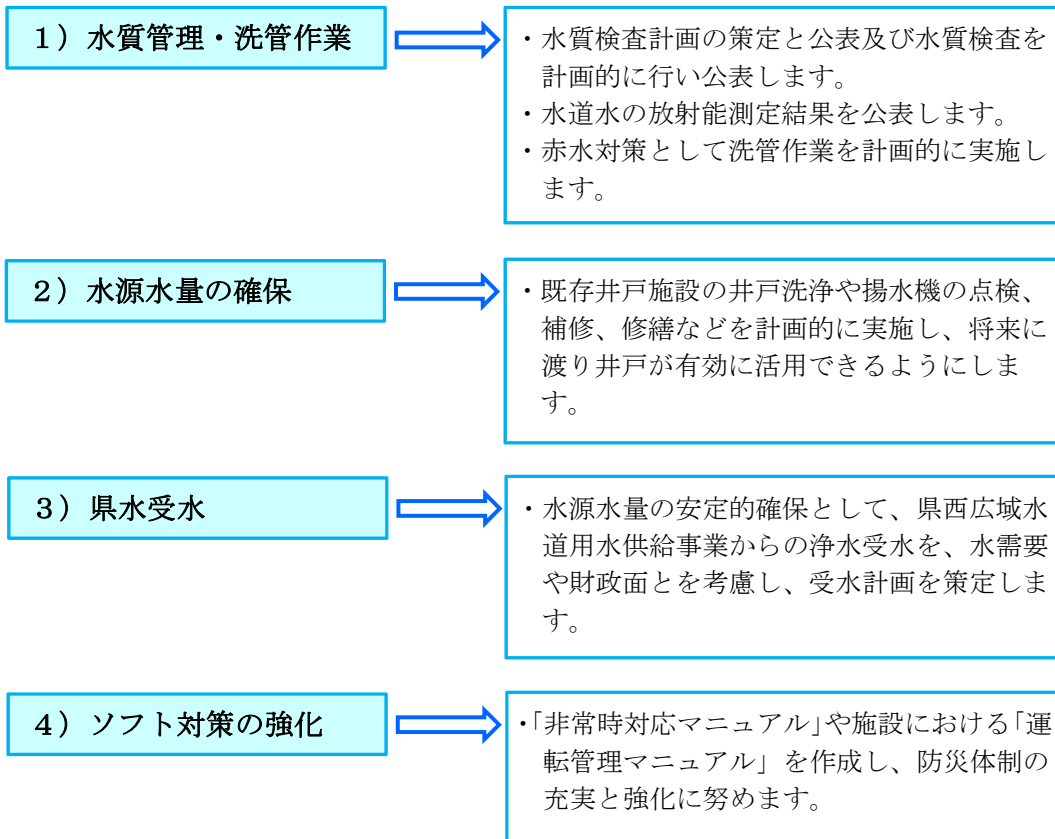 １）水質管理・洗管作業
・水質検査計画の策定と公表及び水質検査を
計画的に行い公表します。
・水道水の放射能測定結果を公表します。
・赤水対策として洗管作業を計画的に実施し
ます。
２）水源水量の確保
・既存井戸施設の井戸洗浄や揚水機の点検、
補修、修繕などを計画的に実施し、将来に
渡り井戸が有効に活用できるようにしま
す。
３）県水受水
・水源水量の安定的確保として、県西広域水
道用水供給事業からの浄水受水を、水需要
や財政面とを考慮し、受水計画を策定しま
す。
４）ソフト対策の強化
・「非常時対応マニュアル」や施設における「運
転管理マニュアル」を作成し、防災体制の
充実と強化に努めます。